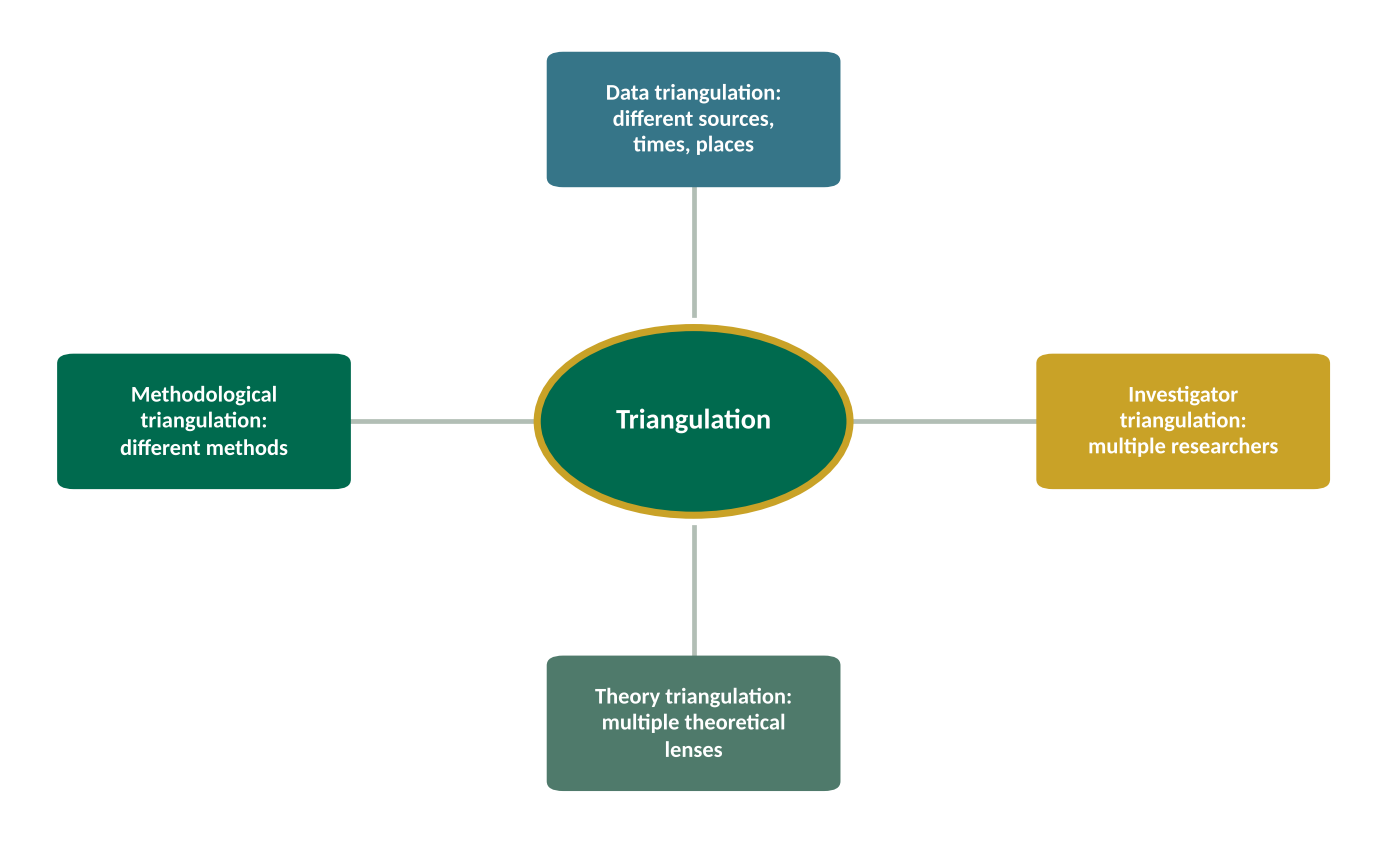 Data triangulation:
different sources,
times, places
Methodological
triangulation:
different methods
Triangulation
Investigator
triangulation:
multiple researchers
Theory triangulation:
multiple theoretical
lenses